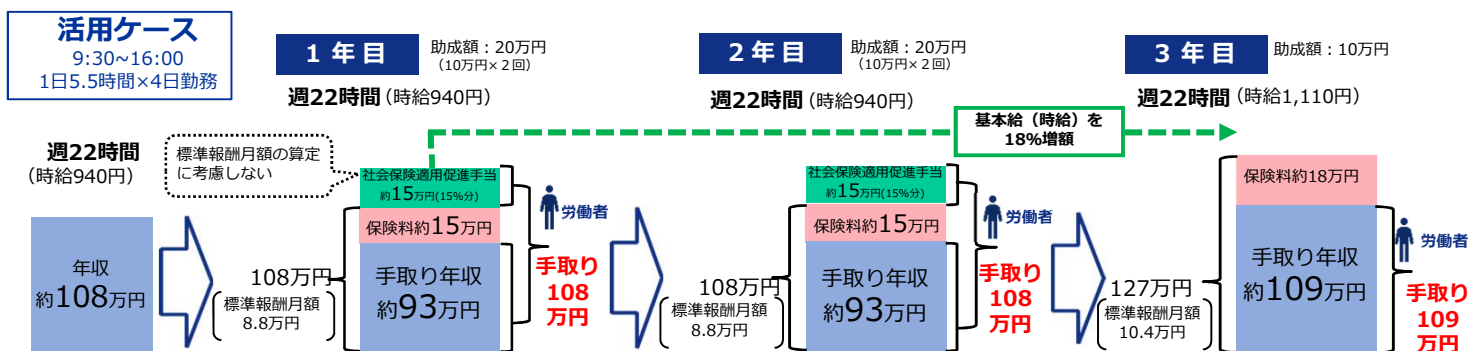 活用ケース
9:30~16:00
1日5.5時間×4日勤務
週22時間
（時給940円）
年収
約108万円
標準報酬月額の算定
に考慮しない
1年目
助成額：20万円
（10万円×２回）
週22時間（時給940円）
社会保険適用促進手当
約15万円(15%分)
保険料約15万円
手取り年収
約93万円
108万円
標準報酬月額
8.8万円
労働者
手取り
108
万円
2年目
助成額：20万円
（10万円×２回）
週22時間（時給940円）
社会保険適用促進手当
約15万円(15%分)
保険料約15万円
手取り年収
約93万円
108万円
標準報酬月額
8.8万円
労働者
手取り
108
万円
基本給（時給）を
18%増額
3年目
助成額：10万円
週22時間（時給1,110円）
保険料約18万円
手取り年収
約109万円
127万円
標準報酬月額
10.4万円
労働者
手取り
109
万円